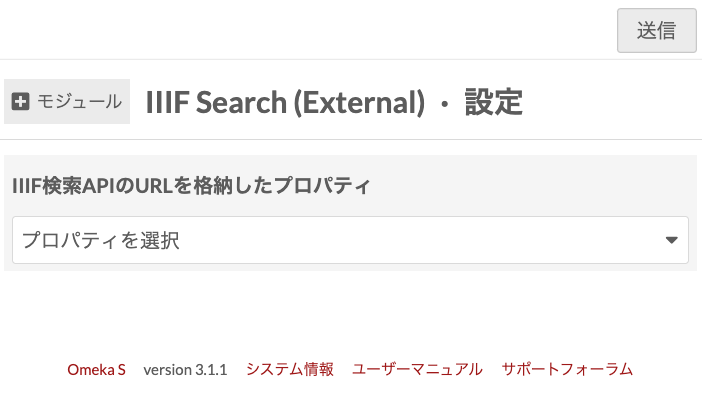 送信
モジュール IIIF Search (External) · 設定
IIIF検索APIのURLを格納したプロパティ
プロパティを選択
Omeka S version 3.1.1 システム情報 ユーザーマニュアル サポートフォーラム